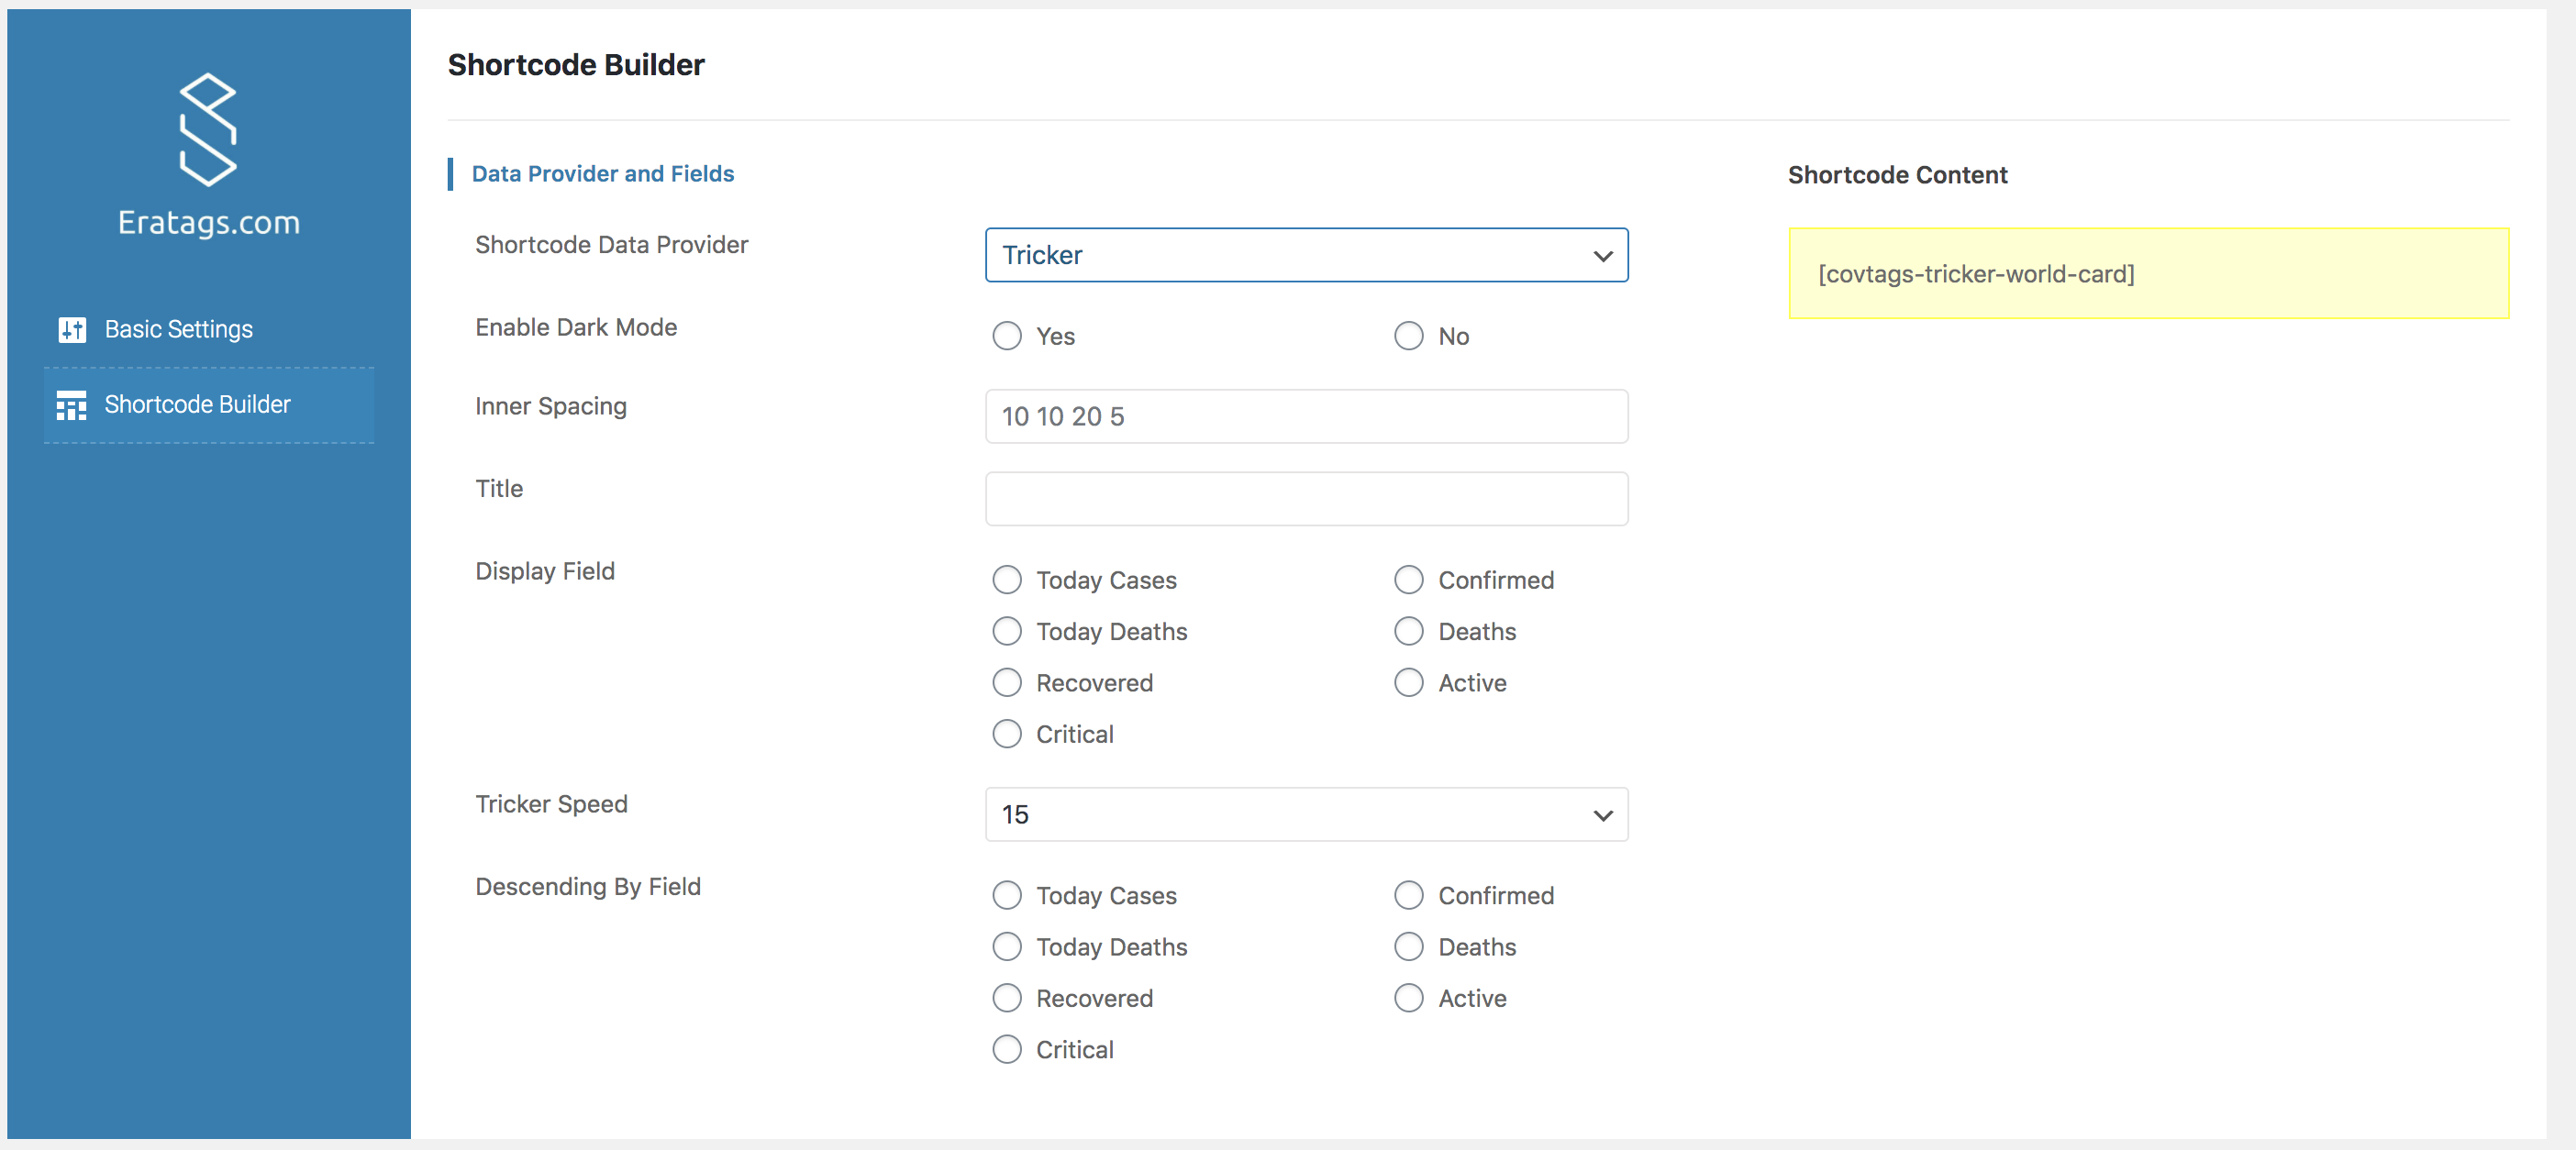 Eratags.com
Basic Settings
Shortcode Builder
Shortcode Builder
Data Provider and Fields
Shortcode Data Provider
Tricker
Enable Dark Mode
Yes
No
Inner Spacing
10 10 20 5
Title
Display Field
Today Cases
Confirmed
Today Deaths
Deaths
Recovered
Active
Critical
Tricker Speed
15
Descending By Field
Today Cases
Confirmed
Today Deaths
Deaths
Recovered
Active
Critical
Shortcode Content
[covtags-tricker-world-card]